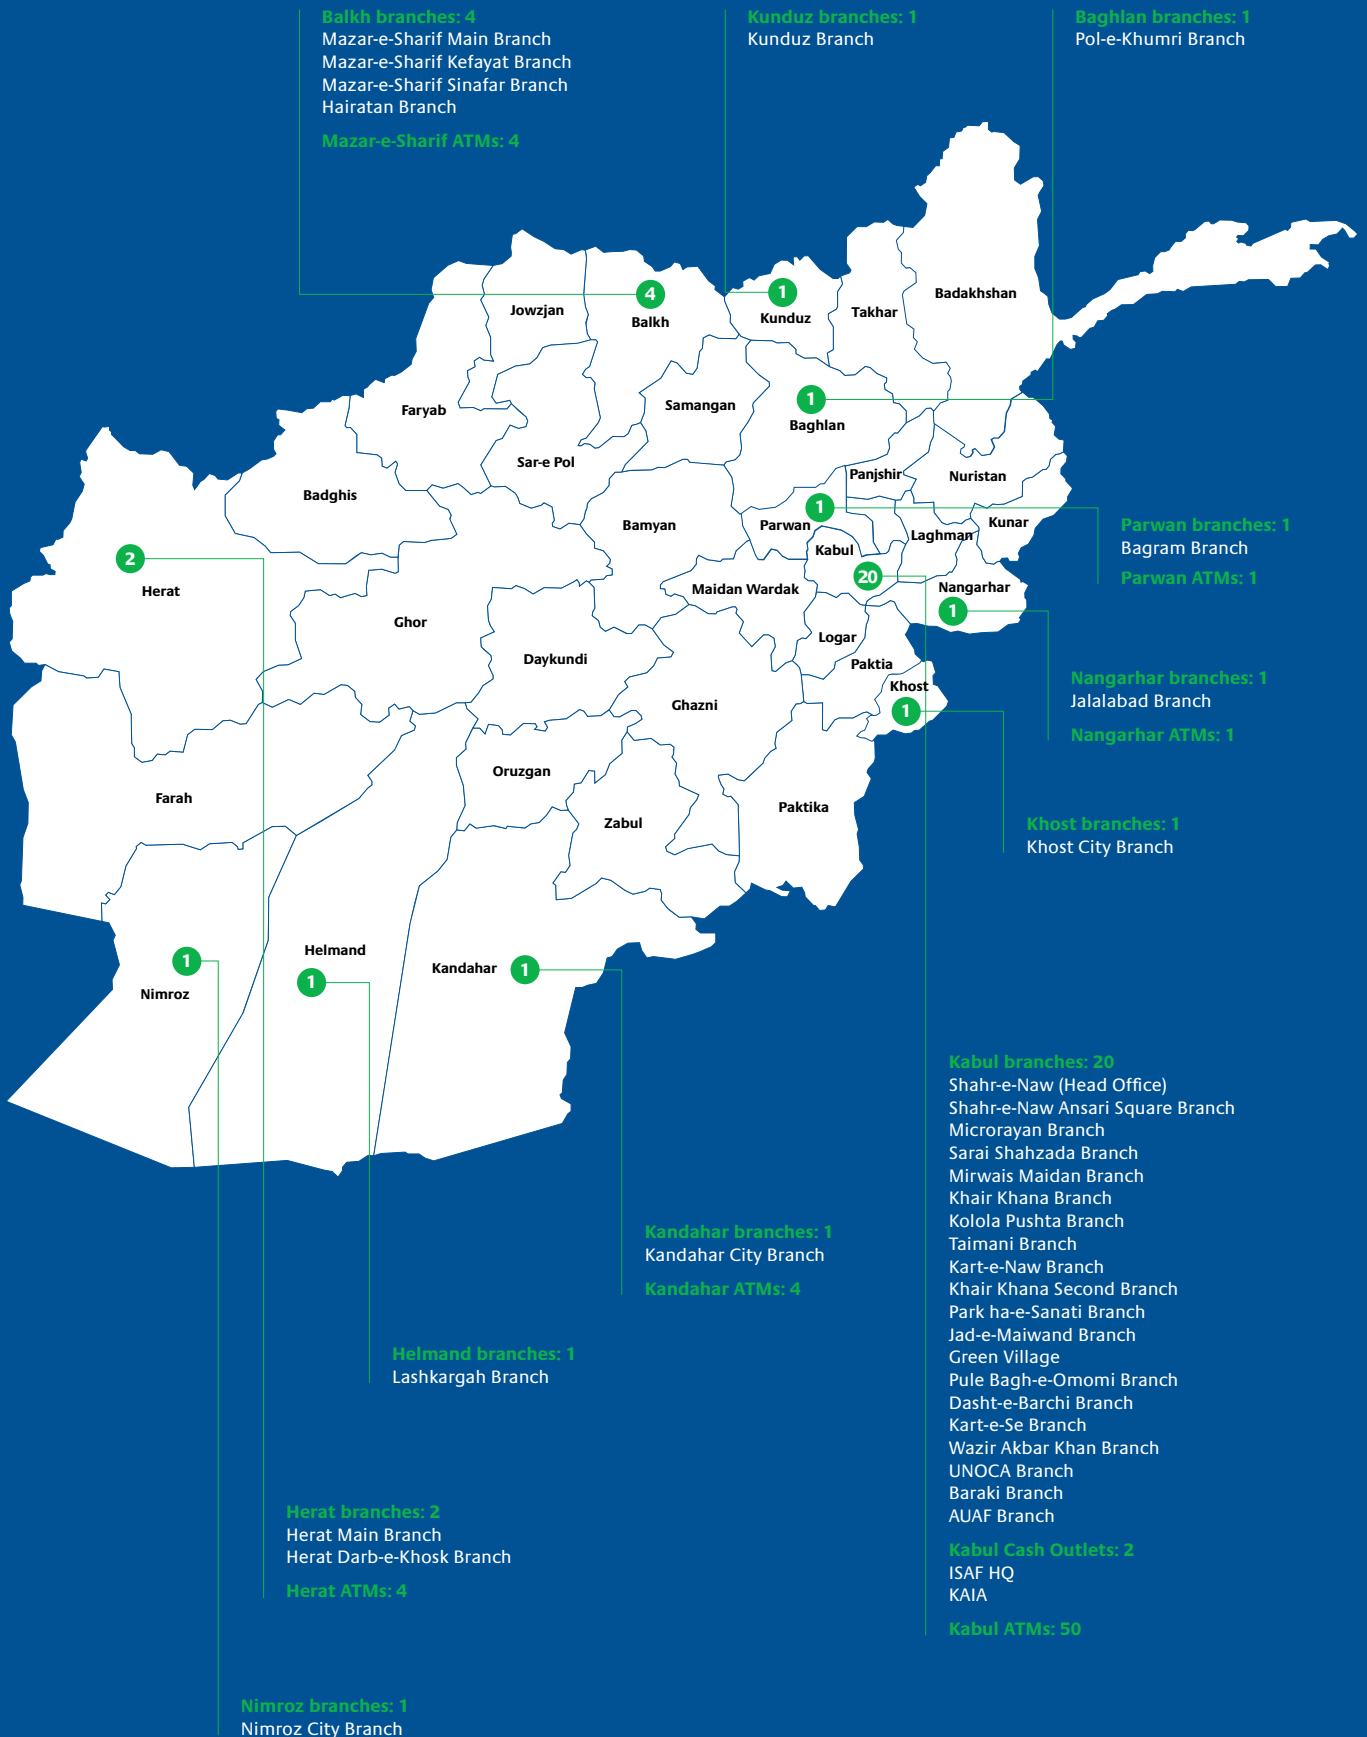 Balkh branches: 4
Mazar-e-Sharif Main Branch
Mazar-e-Sharif Kefayat Branch
Mazar-e-Sharif Sinafar Branch
Hairatan Branch
Mazar-e-Sharif ATMs: 4
Kunduz branches: 1
Kunduz Branch
Baghlan branches: 1
Pol-e-Khumri Branch
Badakhshan
4
Balkh
1
Kunduz
Takhar
Jowzjan
Faryab
Samangan
1
Baghlan
Sar-e Pol
Badghis
Panjshir
Nuristan
Bamyan
1
Parwan
Kunar
Laghman
Kabul
20
2
Herat
Maidan Wardak
Nangarhar
1
Ghor
Logar
Daykundi
Paktia
Khost
1
Ghazni
Oruzgan
Farah
Zabul
Paktika
Helmand
1
1
Nimroz
Kandahar
1
Parwan branches: 1
Bagram Branch
Parwan ATMs: 1
Nangarhar branches: 1
Jalalabad Branch
Nangarhar ATMs: 1
Khost branches: 1
Khost City Branch
Kabul branches: 20
Shahr-e-Naw (Head Office)
Shahr-e-Naw Ansari Square Branch
Microrayan Branch
Sarai Shahzada Branch
Mirwais Maidan Branch
Khair Khana Branch
Kolola Pushta Branch
Taimani Branch
Kart-e-Naw Branch
Khair Khana Second Branch
Park ha-e-Sanati Branch
Jad-e-Maiwand Branch
Green Village
Pule Bagh-e-Omomi Branch
Dasht-e-Barchi Branch
Kart-e-Se Branch
Wazir Akbar Khan Branch
UNOCA Branch
Baraki Branch
AUAF Branch
Kabul Cash Outlets: 2
ISAF HQ
KAIA
Kabul ATMs: 50
Kandahar branches: 1
Kandahar City Branch
Kandahar ATMs: 4
Helmand branches: 1
Lashkargah Branch
Herat branches: 2
Herat Main Branch
Herat Darb-e-Khosk Branch
Herat ATMs: 4
Nimroz branches: 1
Nimroz City Branch